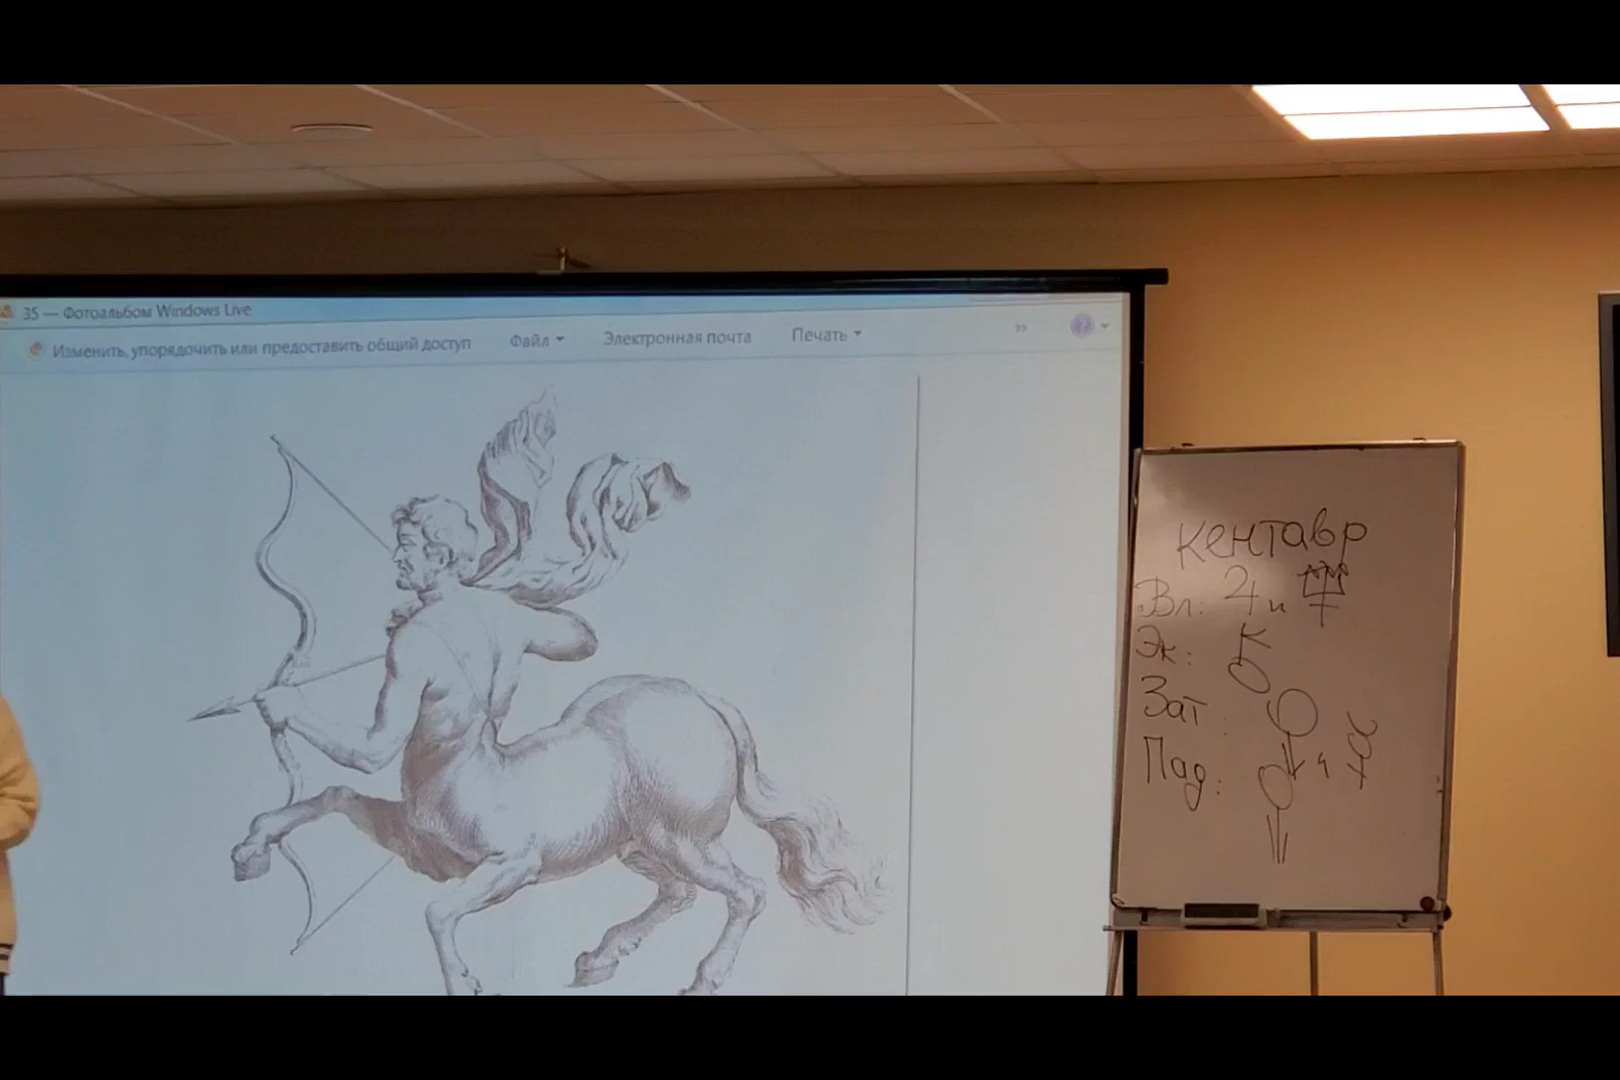 35 — Фотоальбом Windows Live
Изменить, упорядочить или предоставить общий доступ Файл Электронная почта Печать »
кентавр
Вл: ♃ и
Эк:
Зат
Пад: и